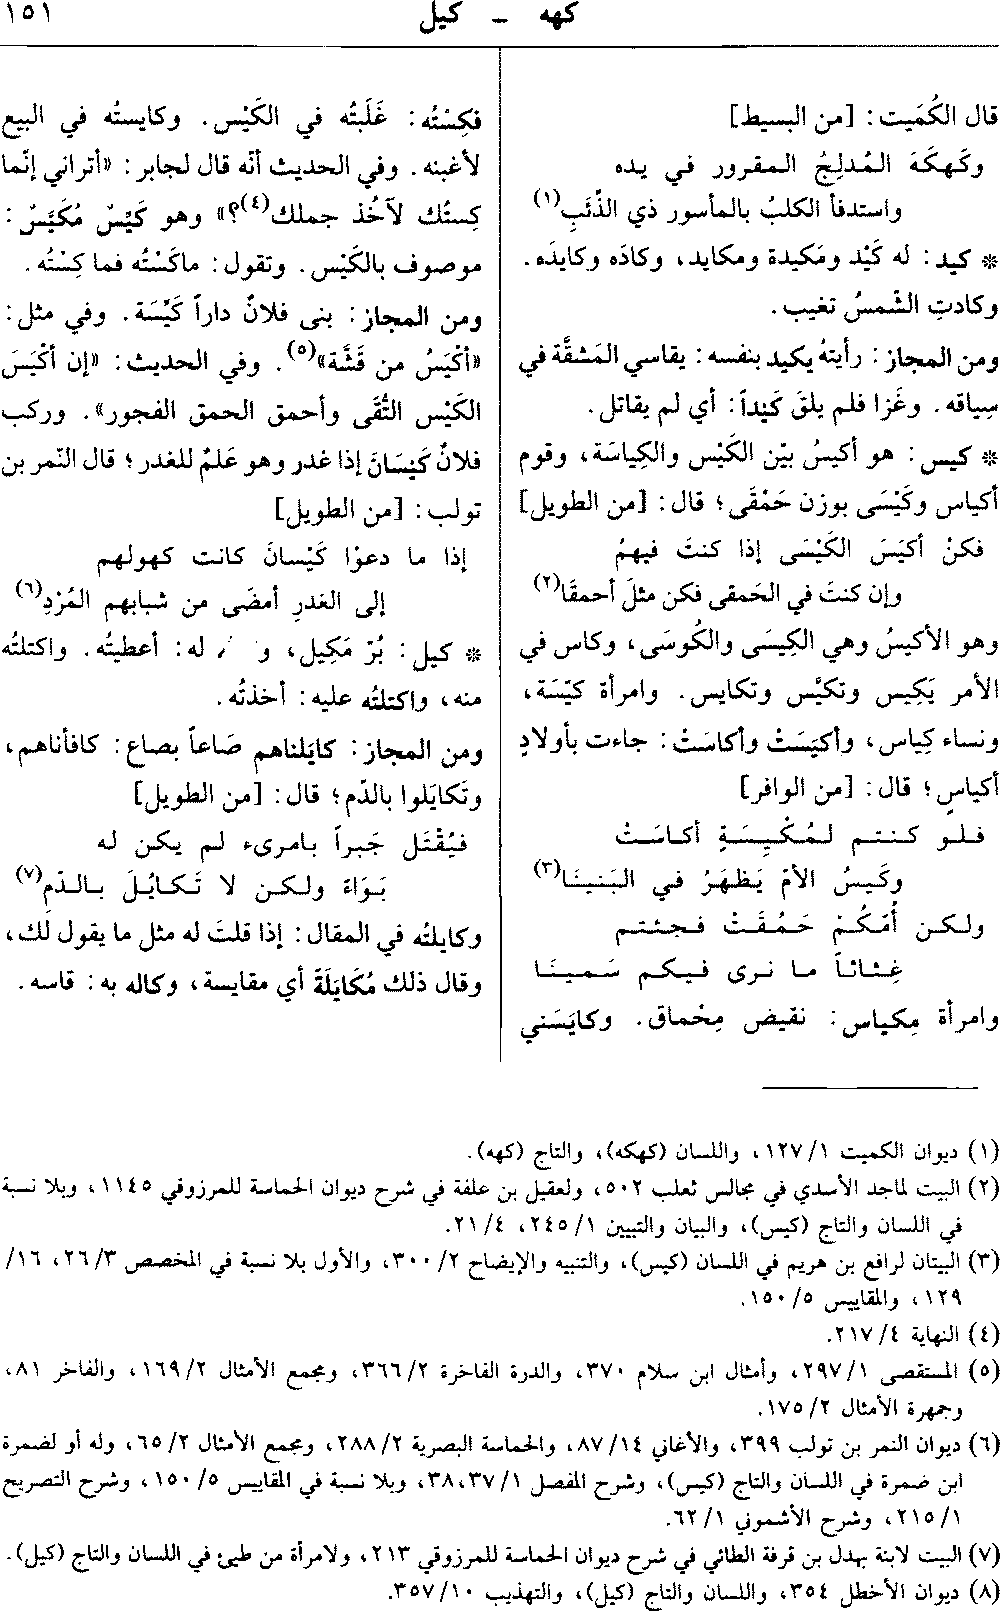 كهه - كيل
١٥١
قال الكُمَيت: [من البسيط]
وكَهكَهَ المُدلِجُ المقرور في يده
واستدفأ الكلبُ بالمأسور ذي الذِّئَبِ(١)
* كيد: له كَيْد ومَكيدة ومكايد، وكادَه وكايدَه.
وكادتِ الشّمسُ تغيب.
ومن المجاز: رأيتهُ يكيد بنفسه: يقاسي المَشقَّة في
سِياقه. وغَزا فلم يلقَ كَيْداً: أي لم يقاتل.
* كيس: هو أكيسُ بيّن الكَيْس والكِياسَة، وقوم
أكياس وكَيْسَى بوزن حَمْقَى؛ قال: [من الطويل]
فكنْ أكيَسَ الكَيْسَى إذا كنتَ فيهمُ
وإن كنتَ في الحَمقى فكن مثلَ أحمقَا(٢)
وهو الأكيسُ وهي الكِيسَى والكُوسَى، وكاس في
الأمر يَكِيس وتكيّس وتكايس. وامرأة كيّسَة،
ونساء كِياس، وأكيَسَتْ وأكاسَتْ: جاءت بأولادٍ
أكياسٍ؛ قال: [من الوافر]
فلو كنتم لمُكْيِسَةٍ أكاسَتْ
وكَيسُ الأمّ يَظهَرُ في البَنينَا(٣)
ولكن أُمّكُمْ حَمُقَتْ فجئتم
غِثاثاً ما نرى فيكم سَمينَا
وامرأة مِكياس: نقيض مِحْماق. وكايَسَني
فكِسْتُه: غَلَبتُه في الكَيْس. وكايستُه في البيع
لأغبنه. وفي الحديث أنّه قال لجابر: «أتراني إنّما
كِستُك لآخُذ جملك(٤)؟» وهو كَيّسٌ مُكَيّسٌ:
موصوف بالكَيْس. وتقول: ماكَسْتُه فما كِسْتُه.
ومن المجاز: بنى فلانٌ داراً كَيِّسَة. وفي مثل:
«أكْيَسُ من قَشَّة»(٥). وفي الحديث: «إن أكْيَسَ
الكَيْس التُّقَى وأحمق الحمق الفجور». وركب
فلانٌ كَيْسَانَ إذا غدر وهو عَلمٌ للغدر؛ قال النّمر بن
تولب: [من الطويل]
إذا ما دعوْا كَيْسانَ كانت كهولهم
إلى الغدرِ أمضَى من شبابهم المُرْدِ(٦)
* كيل: بُرّ مَكِيل، و له: أعطيتُه. واكتلتُه
منه، واكتلتُه عليه: أخذتُه.
ومن المجاز: كايَلناهم صَاعاً بصاع: كافأناهم،
وتَكايَلوا بالدّم؛ قال: [من الطويل]
فيُقْتَل جَبراً بامرىء لم يكن له
بَوَاءً ولكن لا تَكايُلَ بالدّم(٧)
وكايلتُه في المقال: إذا قلتَ له مثل ما يقول لك،
وقال ذلك مُكَايَلَةً أي مقايسة، وكاله به: قاسه.
(١) ديوان الكميت ١/١٢٧، واللسان (كهكه)، والتاج (كهه).
(٢) البيت لماجد الأسدي في مجالس ثعلب ٥٠٢، ولعقيل بن علفة في شرح ديوان الحماسة للمرزوقي ١١٤٥، وبلا نسبة
في اللسان والتاج (كيس)، والبيان والتبيين ١/٢٤٥، ٤/٢١.
(٣) البيتان لرافع بن هريم في اللسان (كيس)، والتنبيه والإيضاح ٢/٣٠٠، والأول بلا نسبة في المخصص ٣/٢٦، ١٦/
١٢٩، والمقاييس ٥/١٥٠.
(٤) النهاية ٤/٢١٧.
(٥) المستقصى ١/٢٩٧، وأمثال ابن سلام ٣٧٠، والدرة الفاخرة ٢/٣٦٦، ومجمع الأمثال ٢/١٦٩، والفاخر ٨١،
وجمهرة الأمثال ٢/١٧٥.
(٦) ديوان النمر بن تولب ٣٩٩، والأغاني ١٤/٨٧، والحماسة البصرية ٢/٢٨٨، ومجمع الأمثال ٢/٦٥، وله أو لضمرة
ابن ضمرة في اللسان والتاج (كيس)، وشرح المفصل ١/٣٧،٣٨، وبلا نسبة في المقاييس ٥/١٥٠، وشرح التصريح
١/٢١٥، وشرح الأشموني ١/٦٢.
(٧) البيت لابنة بهدل بن قرفة الطائي في شرح ديوان الحماسة للمرزوقي ٢١٣، ولامرأة من طيئ في اللسان والتاج (كيل).
(٨) ديوان الأخطل ٣٥٤، واللسان والتاج (كيل)، والتهذيب ١٠/٣٥٧.